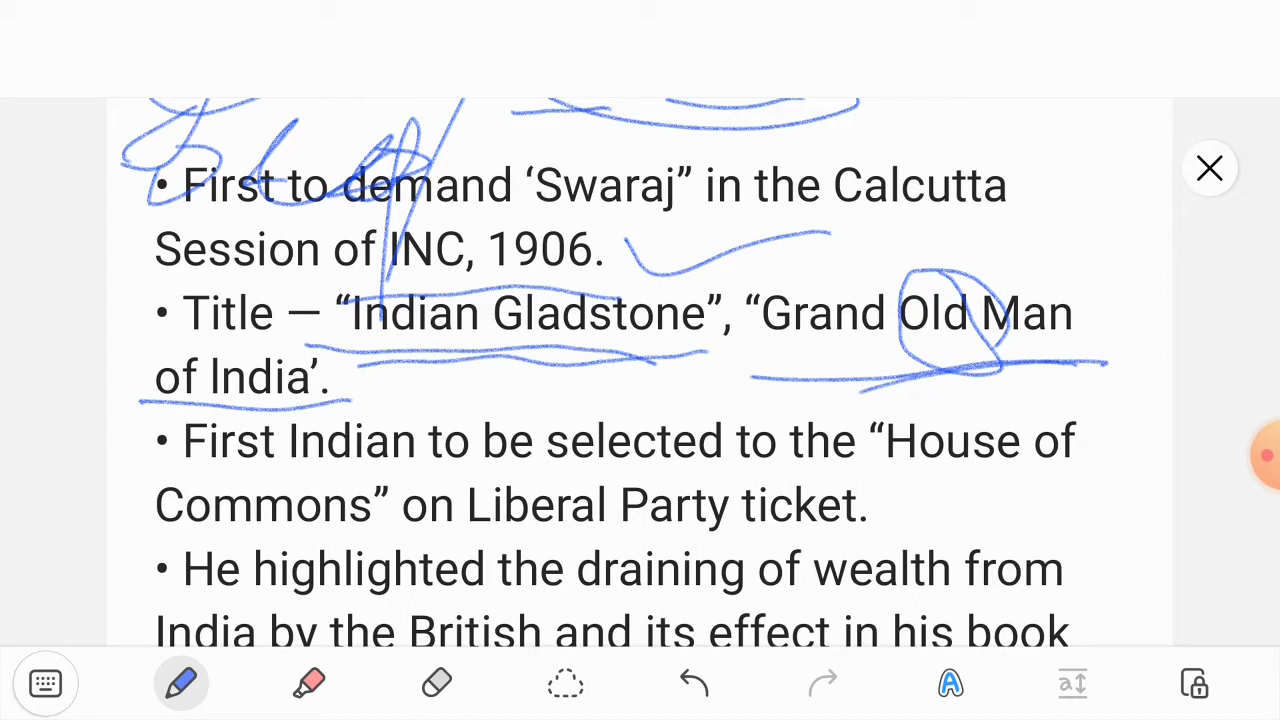 • First to demand ‘Swaraj” in the Calcutta
Session of INC, 1906.
• Title — “Indian Gladstone”, “Grand Old Man
of lndia’.
• First Indian to be selected to the “House of
Commons” on Liberal Party ticket.
• He highlighted the draining of wealth from
India by the British and its effect in his book